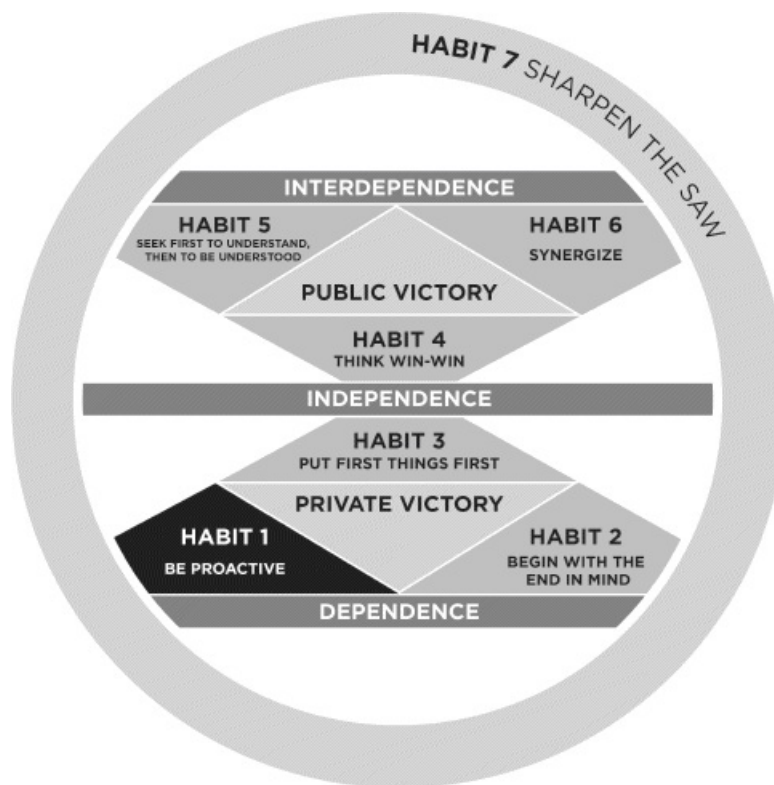 HABIT 7 SHARPEN THE SAW
INTERDEPENDENCE
HABIT 5
SEEK FIRST TO UNDERSTAND,
THEN TO BE UNDERSTOOD
HABIT 6
SYNERGIZE
PUBLIC VICTORY
HABIT 4
THINK WIN-WIN
INDEPENDENCE
HABIT 3
PUT FIRST THINGS FIRST
PRIVATE VICTORY
HABIT 1
BE PROACTIVE
HABIT 2
BEGIN WITH THE
END IN MIND
DEPENDENCE